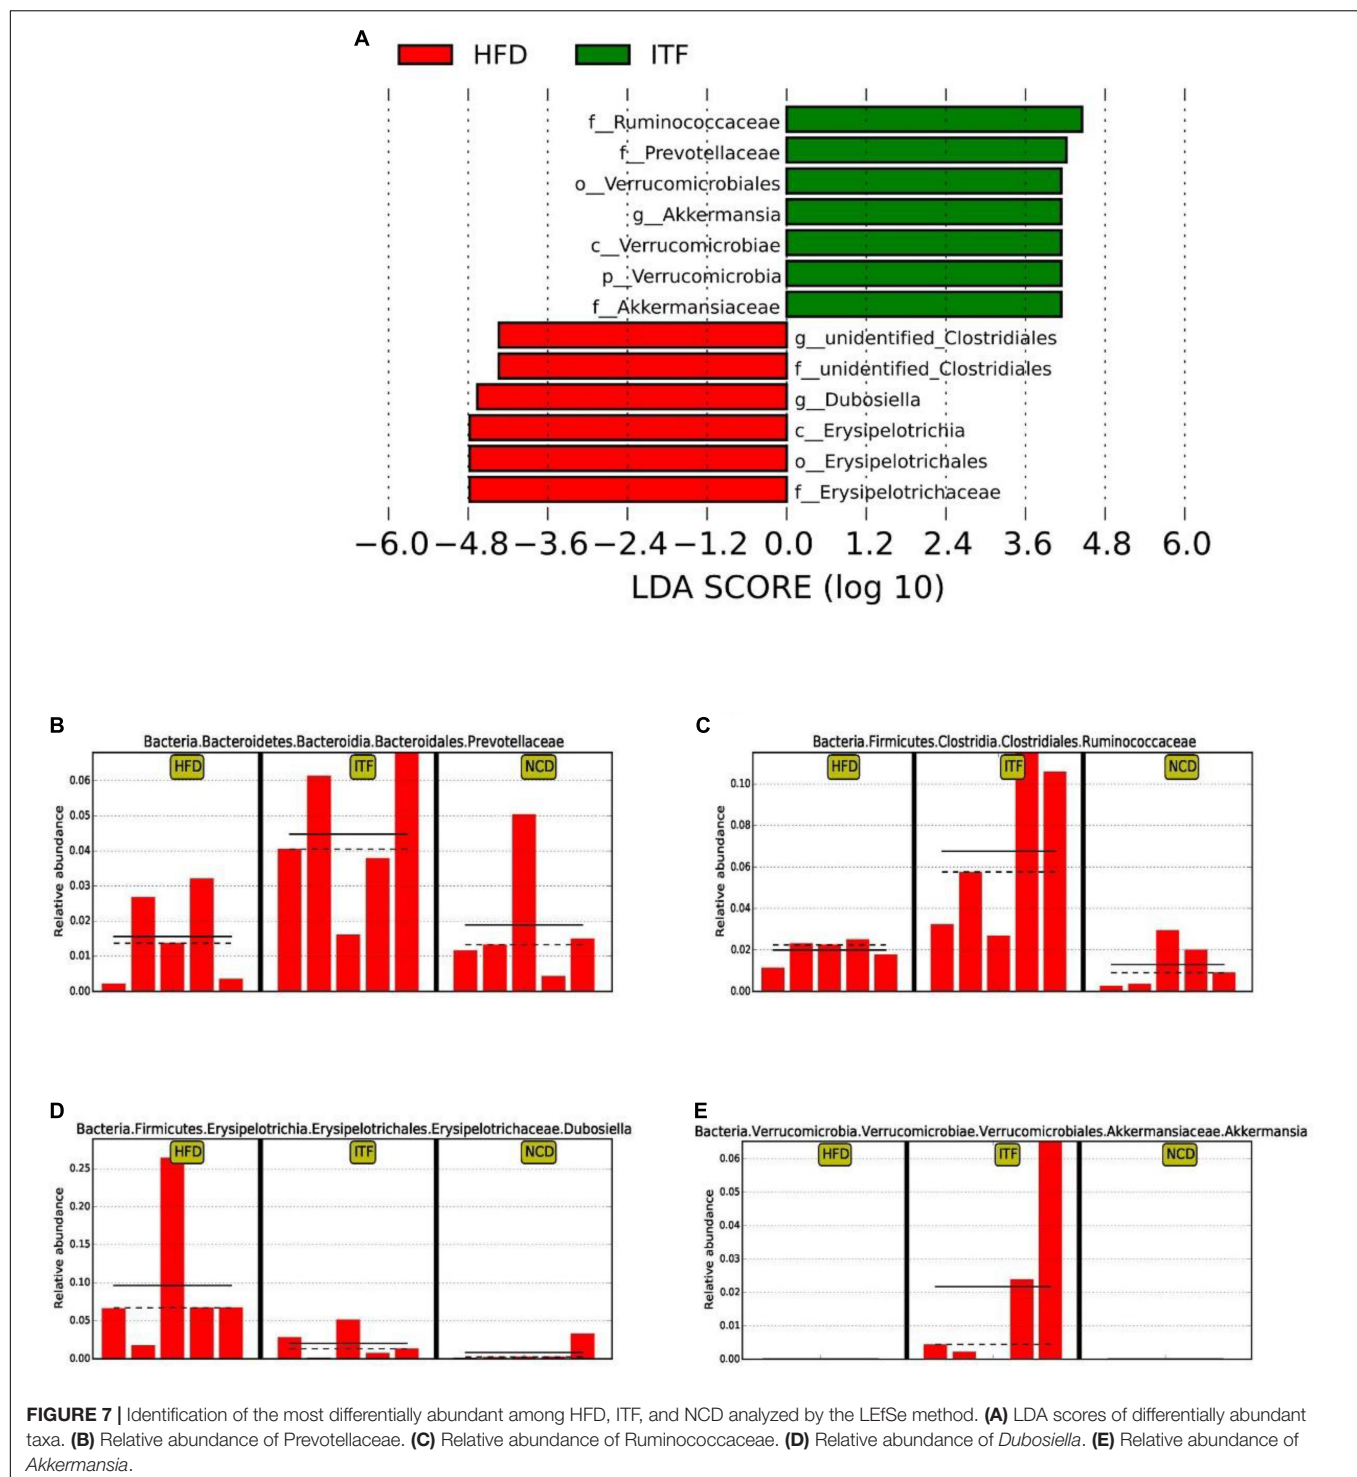 A
HFD
ITF
f__Ruminococcaceae
f__Prevotellaceae
o__Verrucomicrobiales
g__Akkermansia
c__Verrucomicrobiae
p__Verrucomicrobia
f__Akkermansiaceae
g__unidentified_Clostridiales
f__unidentified_Clostridiales
g__Dubosiella
c__Erysipelotrichia
o__Erysipelotrichales
f__Erysipelotrichaceae
−6.0 −4.8 −3.6 −2.4 −1.2 0.0 1.2 2.4 3.6 4.8 6.0
LDA SCORE (log 10)
B
Bacteria.Bacteroidetes.Bacteroidia.Bacteroidales.Prevotellaceae
HFD ITF NCD
Relative abundance
0.06
0.05
0.04
0.03
0.02
0.01
0.00
C
Bacteria.Firmicutes.Clostridia.Clostridiales.Ruminococcaceae
HFD ITF NCD
Relative abundance
0.10
0.08
0.06
0.04
0.02
0.00
D
Bacteria.Firmicutes.Erysipelotrichia.Erysipelotrichales.Erysipelotrichaceae.Dubosiella
HFD ITF NCD
Relative abundance
0.25
0.20
0.15
0.10
0.05
0.00
E
Bacteria.Verrucomicrobia.Verrucomicrobiae.Verrucomicrobiales.Akkermansiaceae.Akkermansia
HFD ITF NCD
Relative abundance
0.06
0.05
0.04
0.03
0.02
0.01
0.00
FIGURE 7 | Identification of the most differentially abundant among HFD, ITF, and NCD analyzed by the LEfSe method. (A) LDA scores of differentially abundant
taxa. (B) Relative abundance of Prevotellaceae. (C) Relative abundance of Ruminococcaceae. (D) Relative abundance of Dubosiella. (E) Relative abundance of
Akkermansia.